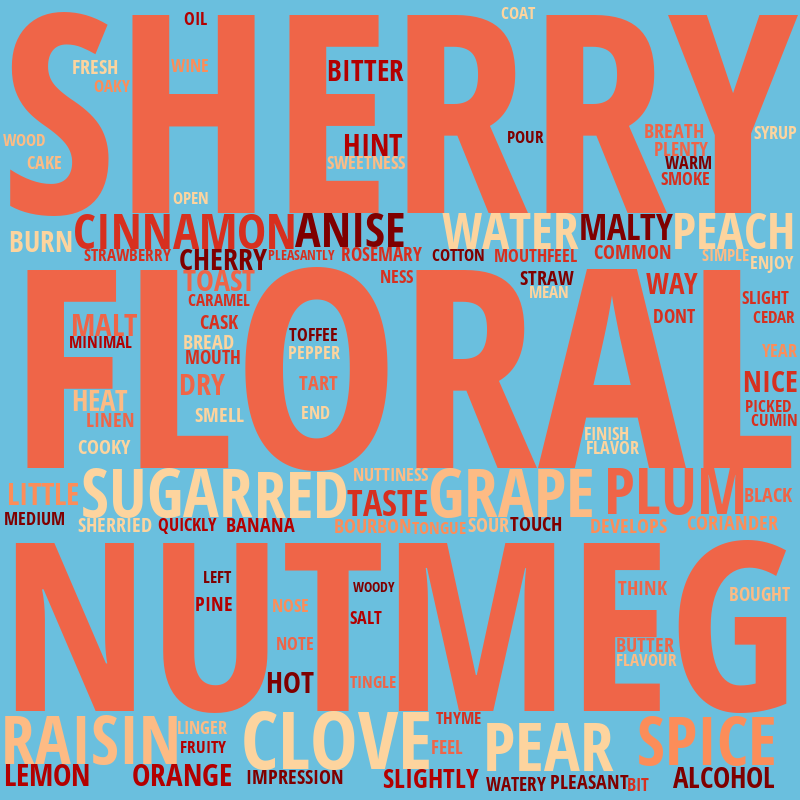 SHERRY
OIL
COAT
FRESH
WINE
BITTER
OAKY
BREATH
SYRUP
WOOD
HINT
POUR
PLENTY
CAKE
SWEETNESS
WARM
SMOKE
OPEN
BURN
CINNAMON
ANISE
WATER
MALTY
PEACH
STRAWBERRY
CHERRY
PLEASANTLY
ROSEMARY
COTTON
MOUTHFEEL
COMMON
SIMPLE
ENJOY
FLORAL
TOAST
NESS
STRAW
WAY
CARAMEL
MEAN
SLIGHT
MALT
CASK
DONT
CEDAR
MINIMAL
BREAD
TOFFEE
MOUTH
PEPPER
YEAR
DRY
TART
NICE
HEAT
SMELL
END
PICKED
LINEN
CUMIN
COOKY
FINISH
FLAVOR
LITTLE
SUGAR
RED
NUTTINESS
TASTE
GRAPE
PLUM
BLACK
MEDIUM
SHERRIED
QUICKLY
BANANA
BOURBON
TONGUE
SOUR
TOUCH
DEVELOPS
CORIANDER
NUTMEG
LEFT
WOODY
THINK
BOUGHT
PINE
NOSE
SALT
NOTE
BUTTER
FLAVOUR
HOT
TINGLE
RAISIN
LINGER
CLOVE
THYME
PEAR
SPICE
FRUITY
FEEL
LEMON
ORANGE
IMPRESSION
SLIGHTLY
WATERY
PLEASANT
BIT
ALCOHOL